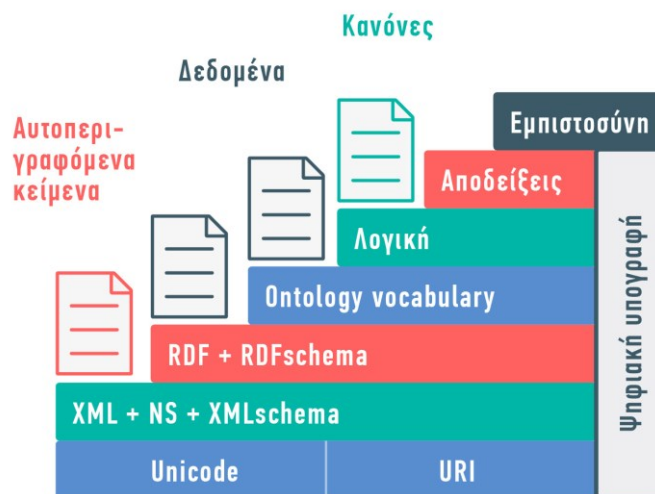 Κανόνες
Δεδομένα
Αυτοπερι-
γραφόμενα
κείμενα
Εμπιστοσύνη
Αποδείξεις
Λογική
Ontology vocabulary
RDF + RDFschema
XML + NS + XMLschema
Unicode
URI
Ψηφιακή υπογραφή